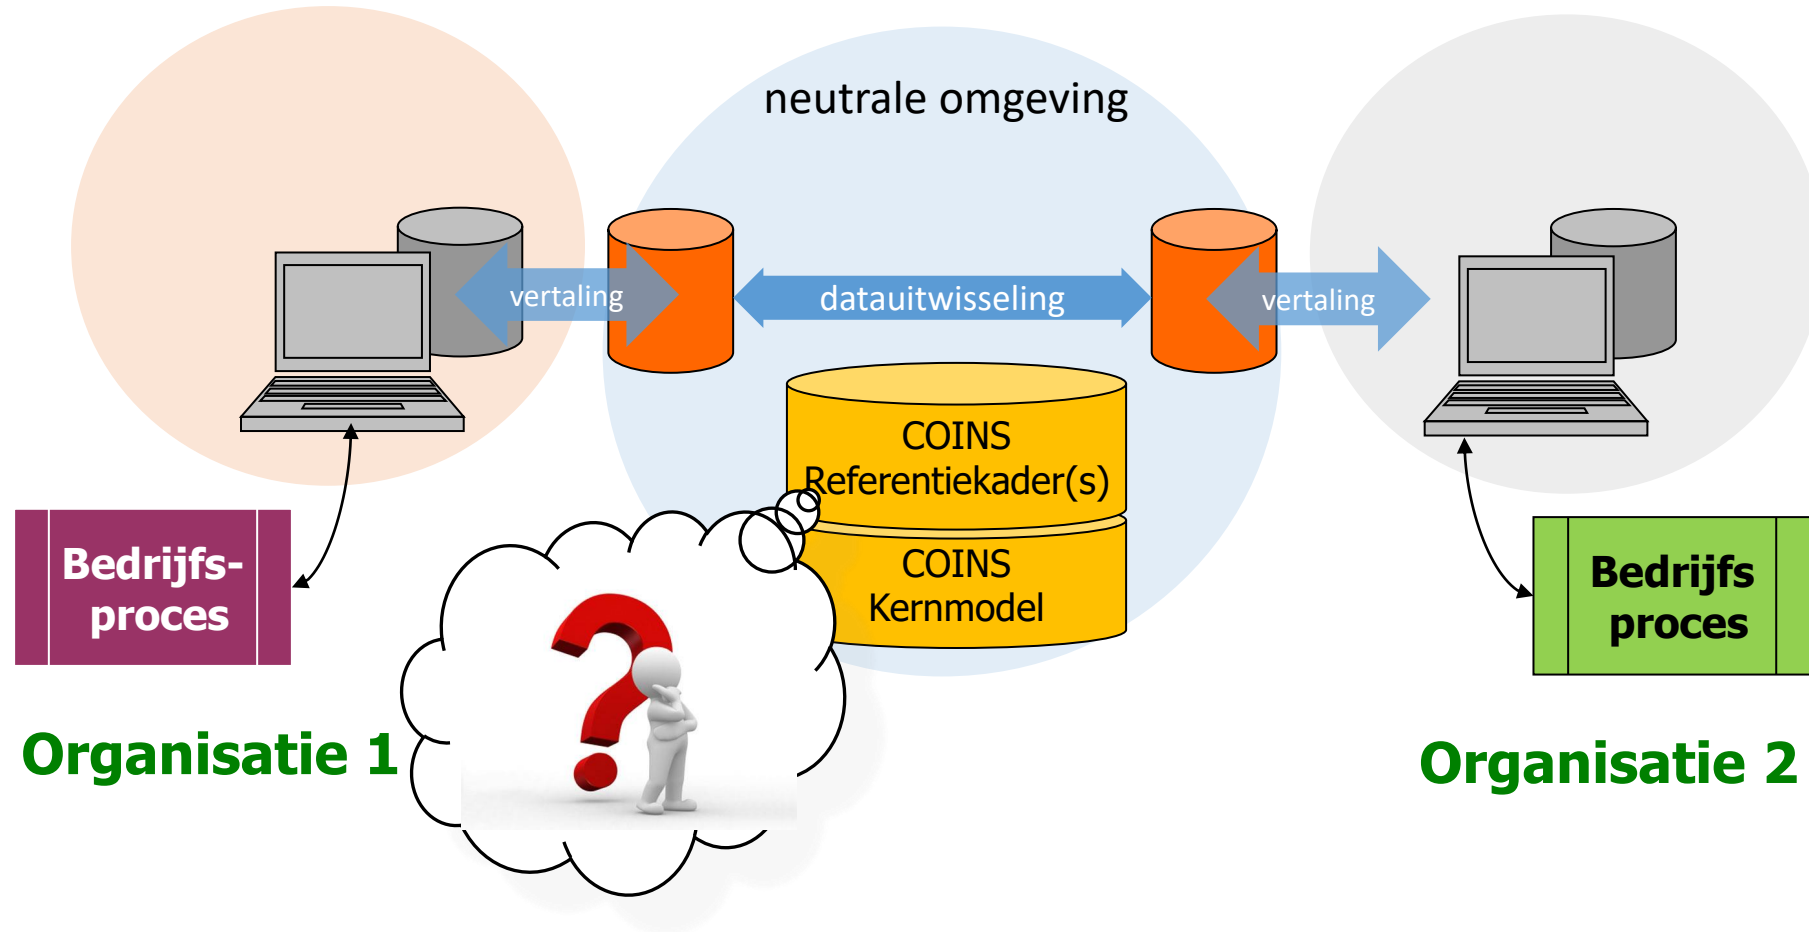 neutrale omgeving
vertaling
datauitwisseling
vertaling
COINS
Referentiekader(s)
COINS
Kernmodel
Bedrijfs-
proces
Bedrijfs
proces
Organisatie 1
Organisatie 2